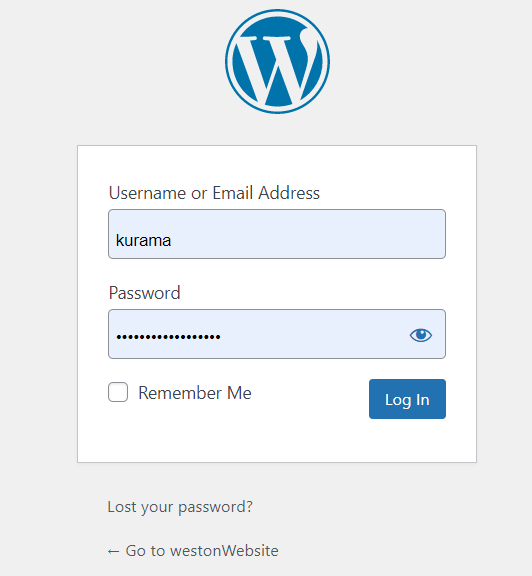 Username or Email Address
kurama
Password
••••••••••••••••••
Remember Me
Log In
Lost your password?
← Go to westonWebsite